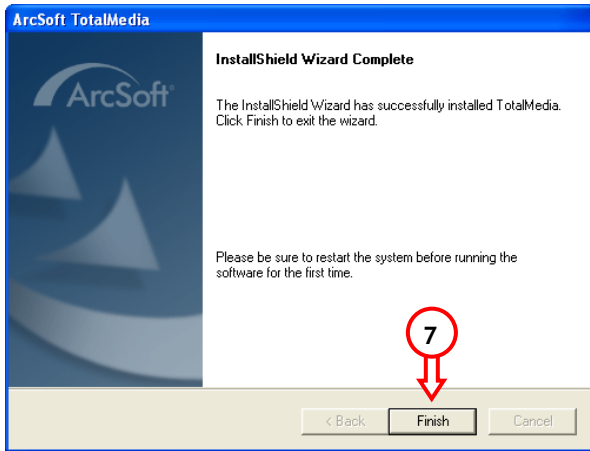 ArcSoft TotalMedia
ArcSoft®
InstallShield Wizard Complete
The InstallShield Wizard has successfully installed TotalMedia.
Click Finish to exit the wizard.
Please be sure to restart the system before running the
software for the first time.
7
< Back Finish Cancel